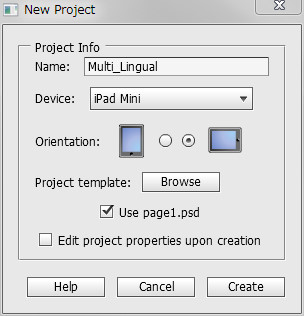 New Project
Project Info
Name: Multi_Lingual
Device: iPad Mini
Orientation:
Project template: Browse
Use page1.psd
Edit project properties upon creation
Help Cancel Create